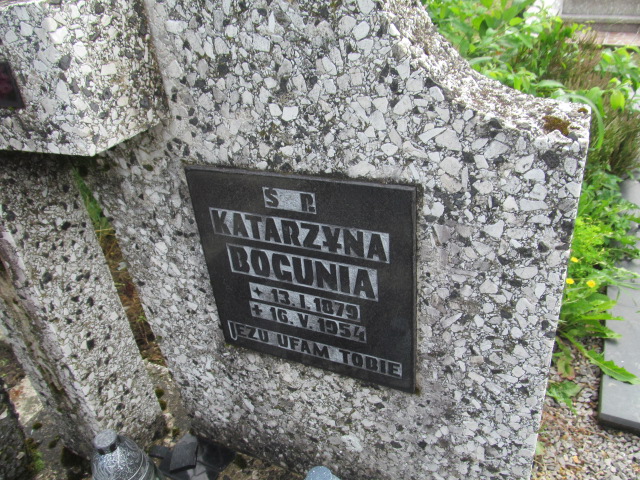 Ś P.
KATARZYNA
BOGUNIA
* 13.I.1879
+ 16.V.1954
JEZU UFAM TOBIE